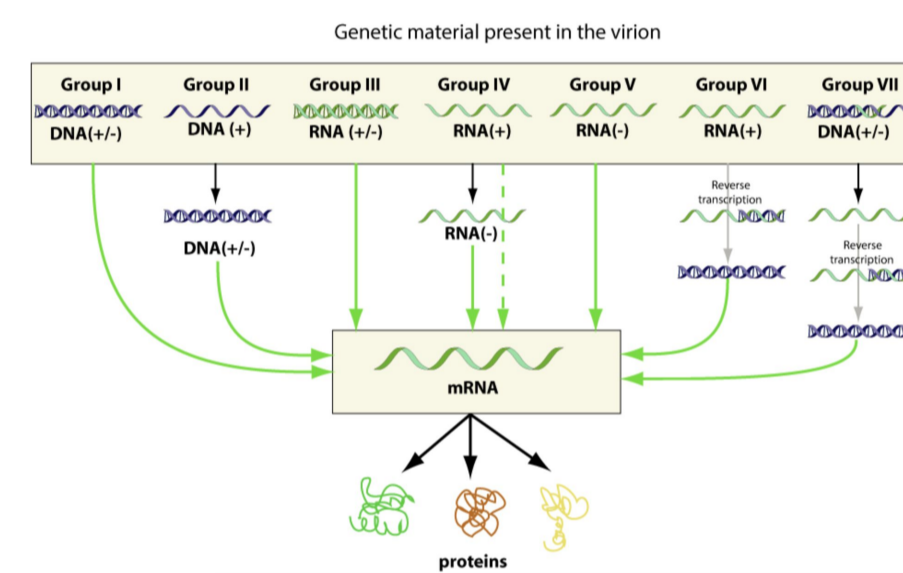 Genetic material present in the virion
Group I
DNA(+/-)
Group II
DNA (+)
Group III
RNA (+/-)
Group IV
RNA(+)
Group V
RNA(-)
Group VI
RNA(+)
Group VII
DNA(+/-)
DNA(+/-)
RNA(-)
Reverse
transcription
Reverse
transcription
mRNA
proteins